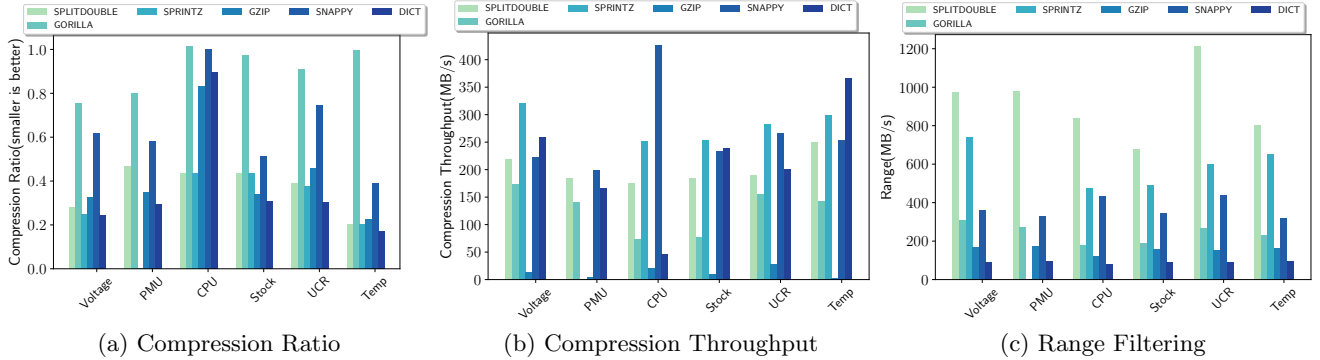 SPLITDOUBLE SPRINTZ GZIP SNAPPY DICT
GORILLA
Compression Ratio(smaller is better)
1.0
0.8
0.6
0.4
0.2
0.0
Voltage PMU CPU Stock UCR Temp
(a) Compression Ratio
SPLITDOUBLE SPRINTZ GZIP SNAPPY DICT
GORILLA
Compression Throughput(MB/s)
400
350
300
250
200
150
100
50
0
Voltage PMU CPU Stock UCR Temp
(b) Compression Throughput
SPLITDOUBLE SPRINTZ GZIP SNAPPY DICT
GORILLA
Range(MB/s)
1200
1000
800
600
400
200
0
Voltage PMU CPU Stock UCR Temp
(c) Range Filtering